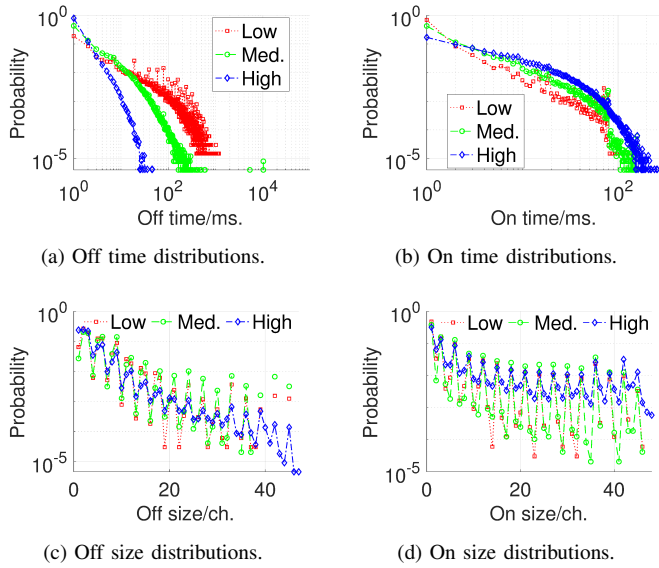 10^0
Probability
10^-5
Low
Med.
High
10^0 10^2 10^4
Off time/ms.
(a) Off time distributions.
10^0
Probability
10^-5
Low
Med.
High
10^0 10^2
On time/ms.
(b) On time distributions.
10^0
Probability
10^-5
Low Med. High
0 20 40
Off size/ch.
(c) Off size distributions.
10^0
Probability
10^-5
Low Med. High
0 20 40
On size/ch.
(d) On size distributions.